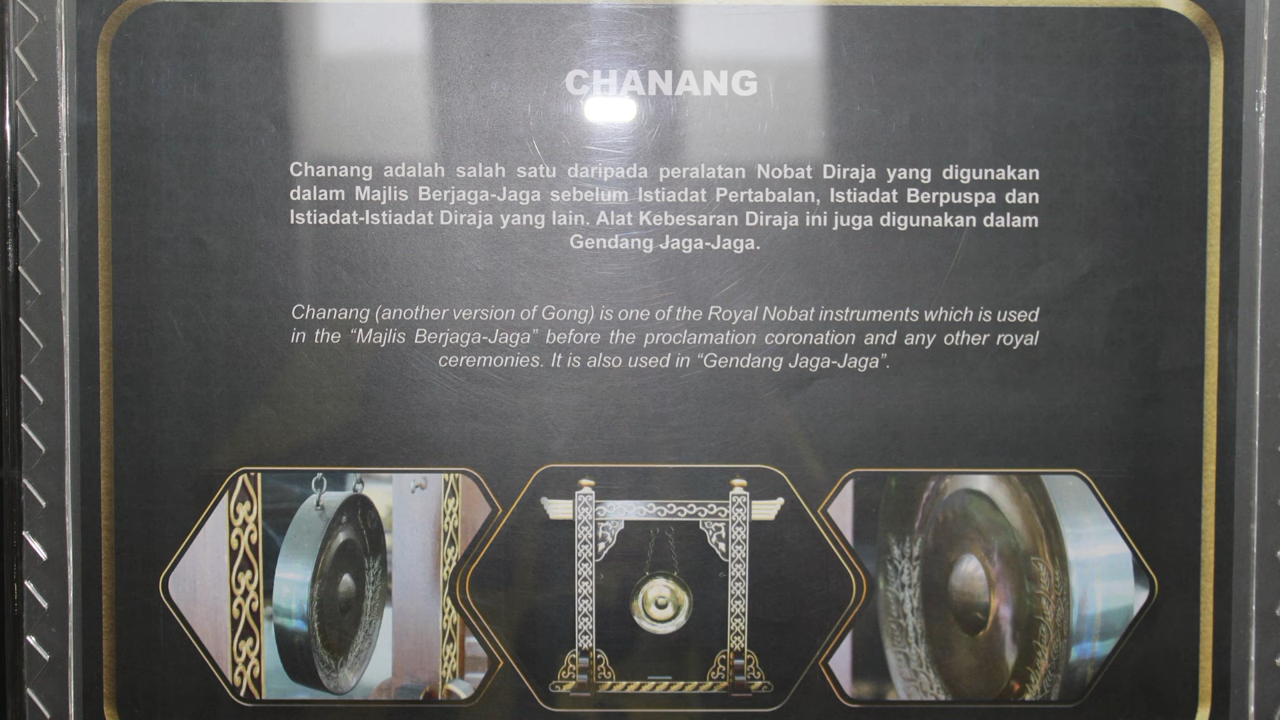 CHANANG
Chanang adalah salah satu daripada peralatan Nobat Diraja yang digunakan
dalam Majlis Berjaga-Jaga sebelum Istiadat Pertabalan, Istiadat Berpuspa dan
Istiadat-Istiadat Diraja yang lain. Alat Kebesaran Diraja ini juga digunakan dalam
Gendang Jaga-Jaga.
Chanang (another version of Gong) is one of the Royal Nobat instruments which is used
in the “Majlis Berjaga-Jaga” before the proclamation coronation and any other royal
ceremonies. It is also used in “Gendang Jaga-Jaga”.